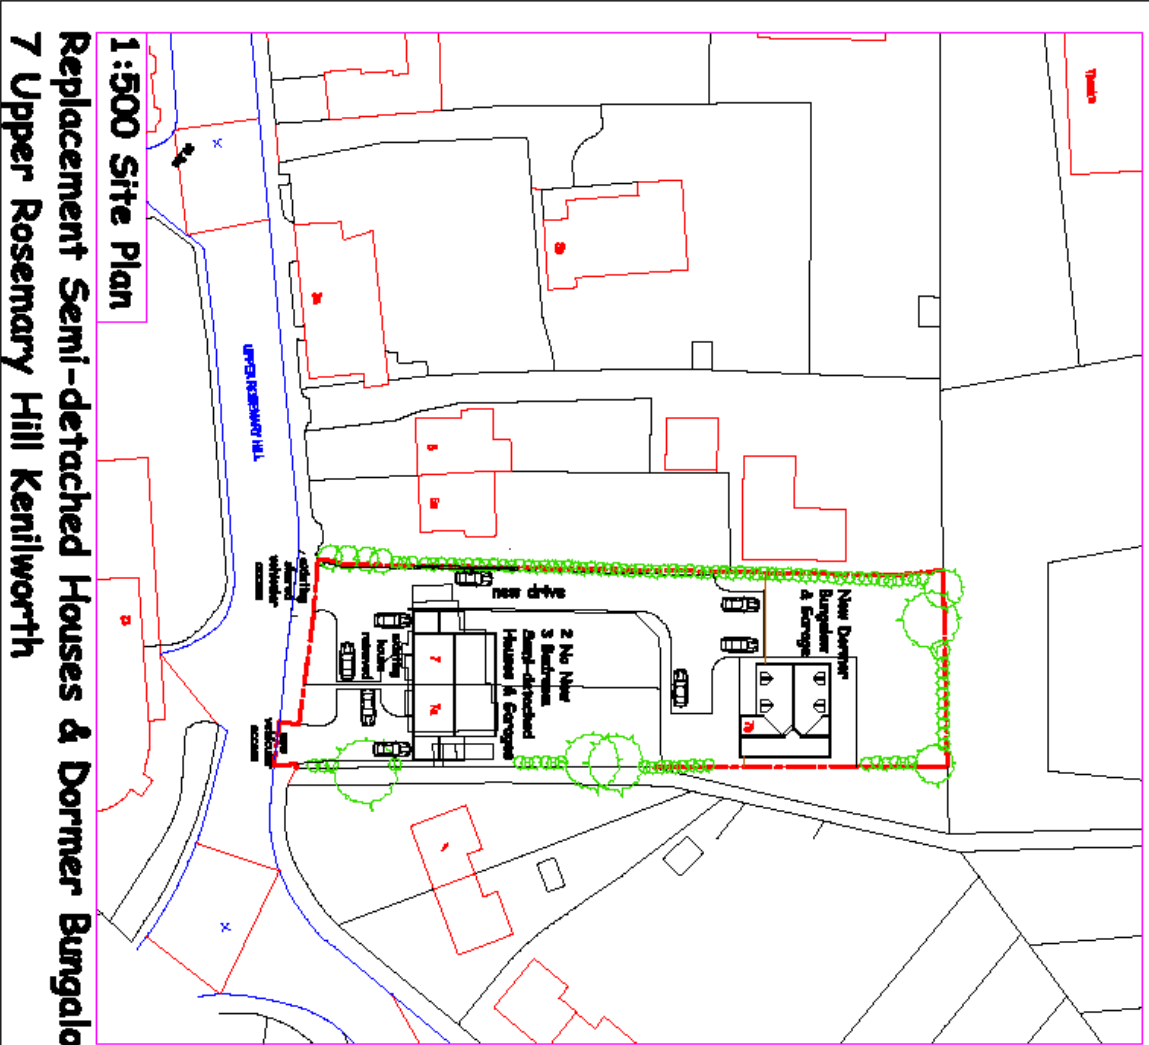 1:500 Site Plan
Replacement Semi-detached Houses & Dormer Bungalo
7 Upper Rosemary Hill Kenilworth
UPPER ROSEMARY HILL
existing
shared
vehicular
access
new
vehicular
access
new drive
existing
house
removed
2 No New
3 Bedroom
Semi-detached
Houses & Garages
New Dormer
Bungalow
& Garage
7
7a
7b